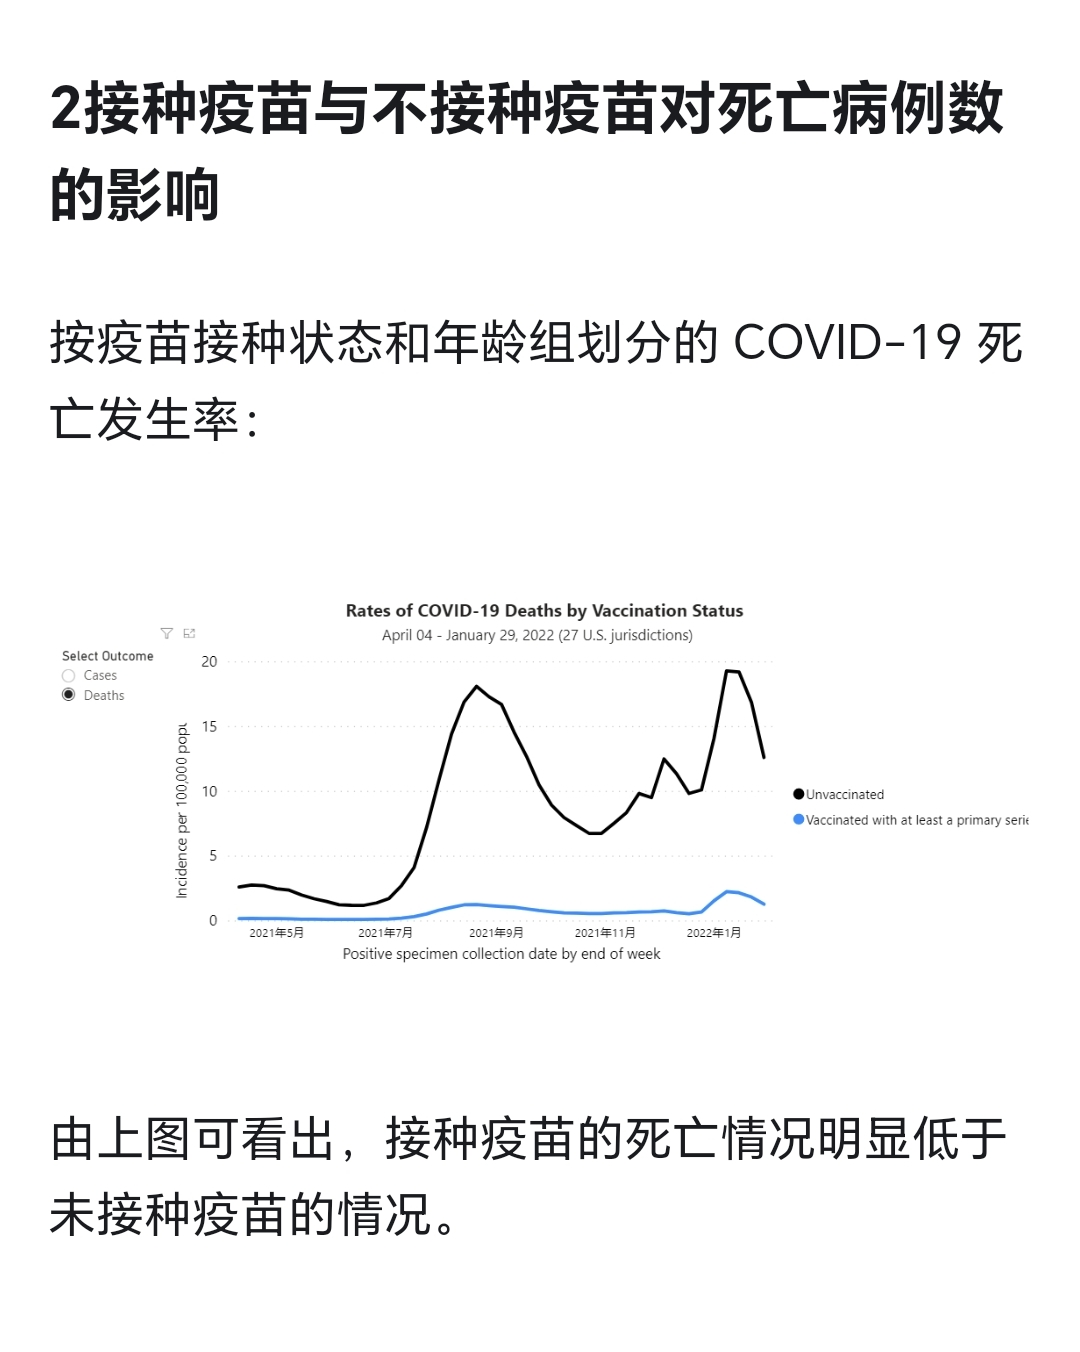 2接种疫苗与不接种疫苗对死亡病例数
的影响
按疫苗接种状态和年龄组划分的 COVID-19 死
亡发生率：
Rates of COVID-19 Deaths by Vaccination Status
April 04 - January 29, 2022 (27 U.S. jurisdictions)
Select Outcome
Cases
Deaths
Incidence per 100,000 popu
20
15
10
5
0
2021年5月
2021年7月
2021年9月
2021年11月
2022年1月
Positive specimen collection date by end of week
Unvaccinated
Vaccinated with at least a primary serie
由上图可看出，接种疫苗的死亡情况明显低于
未接种疫苗的情况。